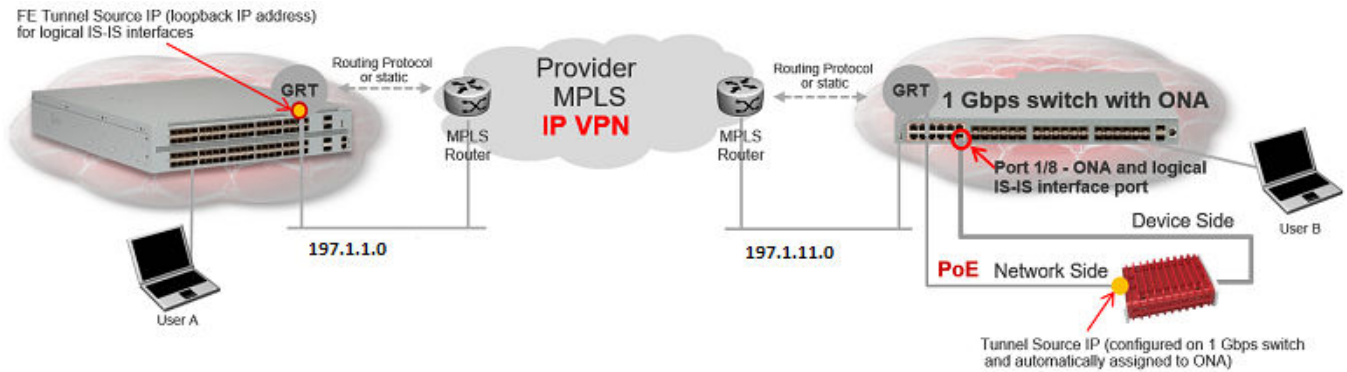 FE Tunnel Source IP (loopback IP address)
for logical IS-IS interfaces
GRT
Routing Protocol
or static
MPLS
Router
Provider
MPLS
IP VPN
Routing Protocol
or static
MPLS
Router
GRT
1 Gbps switch with ONA
Port 1/8 - ONA and logical
IS-IS interface port
Device Side
User B
197.1.1.0
197.1.11.0
PoE Network Side
User A
Tunnel Source IP (configured on 1 Gbps switch
and automatically assigned to ONA)